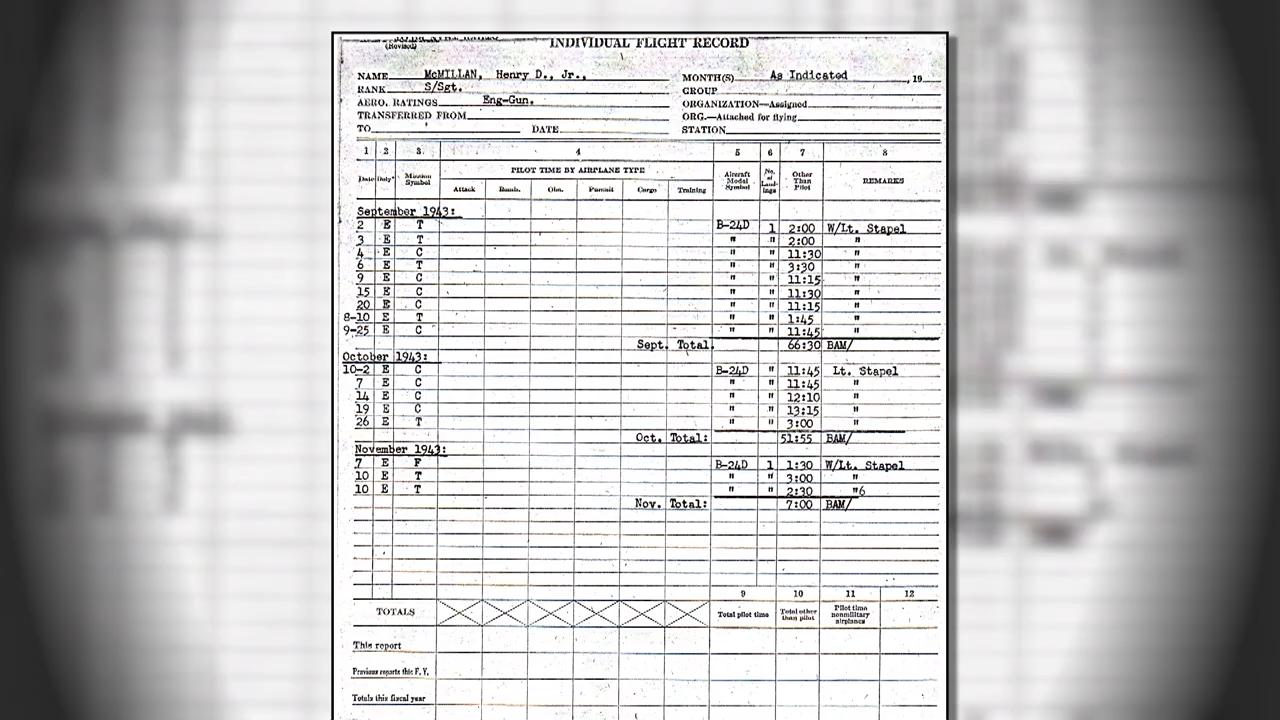 (Revised)
INDIVIDUAL FLIGHT RECORD
NAME McMILLAN, Henry D., Jr., MONTH(S) As Indicated , 19
RANK S/Sgt. GROUP
AERO. RATINGS Eng-Gun. ORGANIZATION—Assigned
TRANSFERRED FROM ORG.—Attached for flying
TO DATE STATION
1 2 3 4 5 6 7 8
Date Duty* Mission Symbol PILOT TIME BY AIRPLANE TYPE Aircraft Model Symbol No. of Land- ings Other Than Pilot REMARKS
Attack Bomb. Obs. Pursuit Cargo Training
September 1943:
2 E T B-24D 1 2:00 W/Lt. Stapel
3 E T " " 2:00 "
4 E C " " 11:30 "
6 E T " " 3:30 "
9 E C " " 11:15 "
15 E C " " 11:30 "
20 E C " " 11:15 "
8-10 E T " " 1:45 "
9-25 E C " " 11:45 "
Sept. Total. 66:30 BAM/
October 1943:
10-2 E C B-24D " 11:45 Lt. Stapel
7 E C " " 11:45 "
14 E C " " 12:10 "
19 E C " " 13:15 "
26 E T " " 3:00 "
Oct. Total: 51:55 BAM/
November 1943:
7 E F B-24D 1 1:30 W/Lt. Stapel
10 E T " " 3:00 "
10 E T " " 2:30 "6
Nov. Total: 7:00 BAM/
9 10 11 12
TOTALS Total pilot time Total other than pilot Pilot time nonmilitary airplanes
This report
Previous reports this F. Y.
Totals this fiscal year